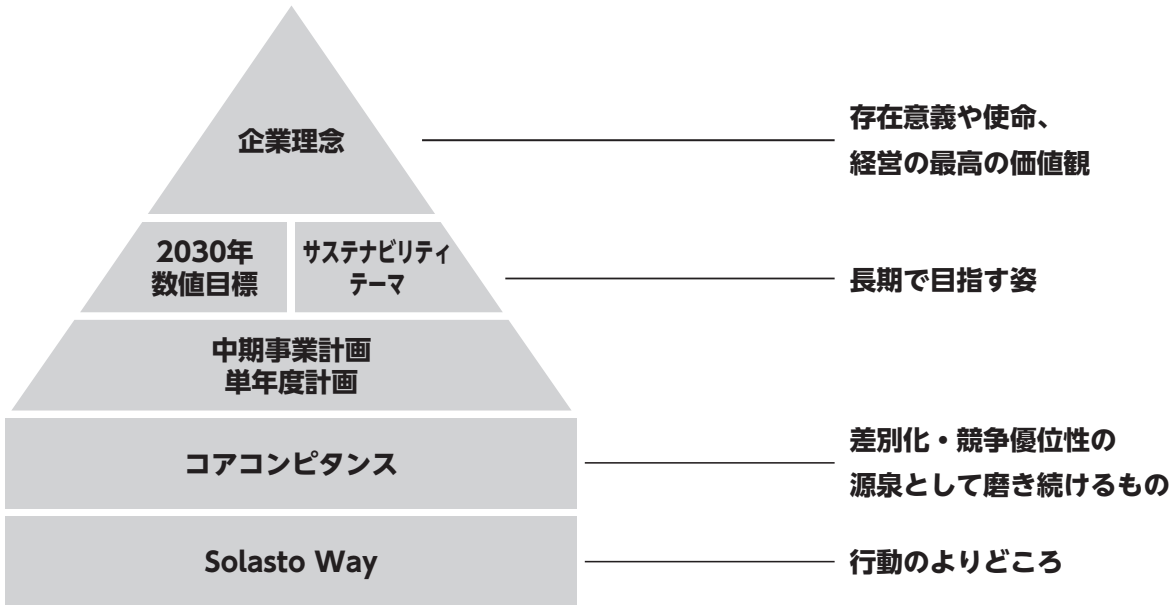 企業理念
存在意義や使命、
経営の最高の価値観
2030年
数値目標
サステナビリティ
テーマ
長期で目指す姿
中期事業計画
単年度計画
コアコンピタンス
差別化・競争優位性の
源泉として磨き続けるもの
Solasto Way
行動のよりどころ